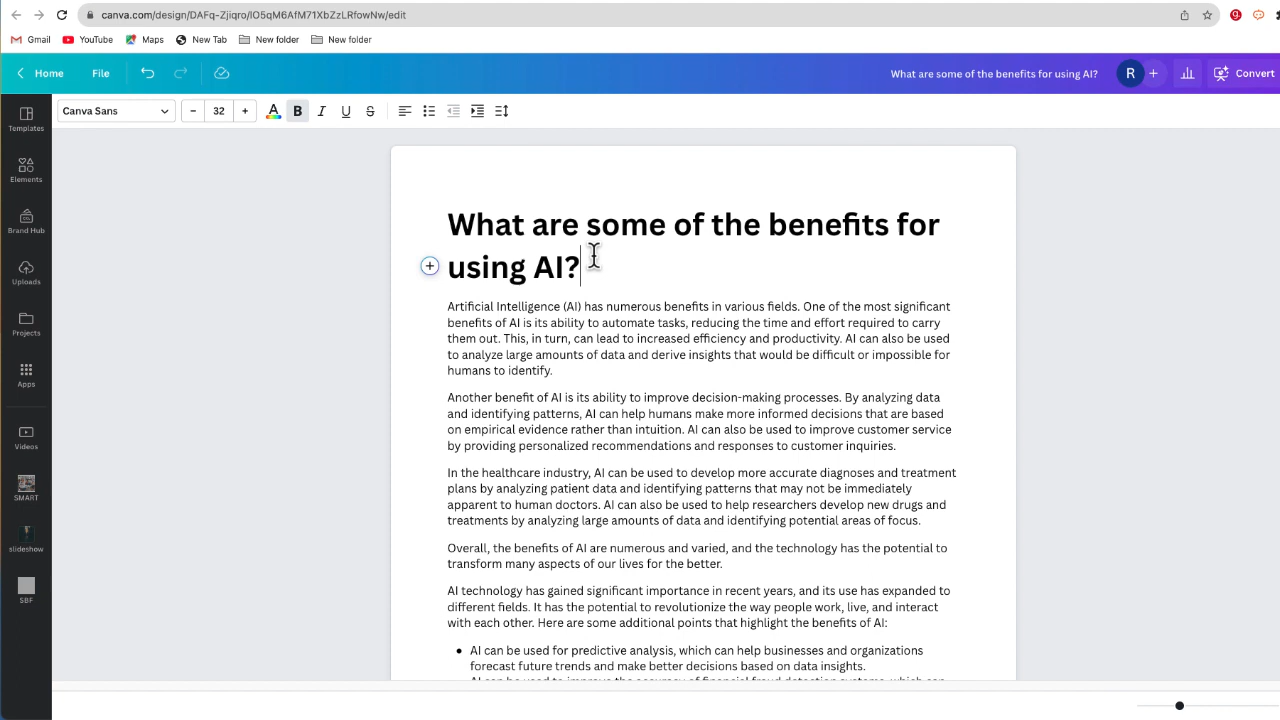 canva.com/design/DAFq-Zjiqro/IO5qM6AfM71XbZzLRfowNw/edit
Gmail YouTube Maps New Tab New folder New folder
Home File What are some of the benefits for using AI? R + Convert
Canva Sans − 32 + A B I U S
Templates
Elements
Brand Hub
Uploads
Projects
Apps
Videos
SMART
slideshow
SBF
What are some of the benefits for
using AI?
Artificial Intelligence (AI) has numerous benefits in various fields. One of the most significant
benefits of AI is its ability to automate tasks, reducing the time and effort required to carry
them out. This, in turn, can lead to increased efficiency and productivity. AI can also be used
to analyze large amounts of data and derive insights that would be difficult or impossible for
humans to identify.
Another benefit of AI is its ability to improve decision-making processes. By analyzing data
and identifying patterns, AI can help humans make more informed decisions that are based
on empirical evidence rather than intuition. AI can also be used to improve customer service
by providing personalized recommendations and responses to customer inquiries.
In the healthcare industry, AI can be used to develop more accurate diagnoses and treatment
plans by analyzing patient data and identifying patterns that may not be immediately
apparent to human doctors. AI can also be used to help researchers develop new drugs and
treatments by analyzing large amounts of data and identifying potential areas of focus.
Overall, the benefits of AI are numerous and varied, and the technology has the potential to
transform many aspects of our lives for the better.
AI technology has gained significant importance in recent years, and its use has expanded to
different fields. It has the potential to revolutionize the way people work, live, and interact
with each other. Here are some additional points that highlight the benefits of AI:
• AI can be used for predictive analysis, which can help businesses and organizations
forecast future trends and make better decisions based on data insights.